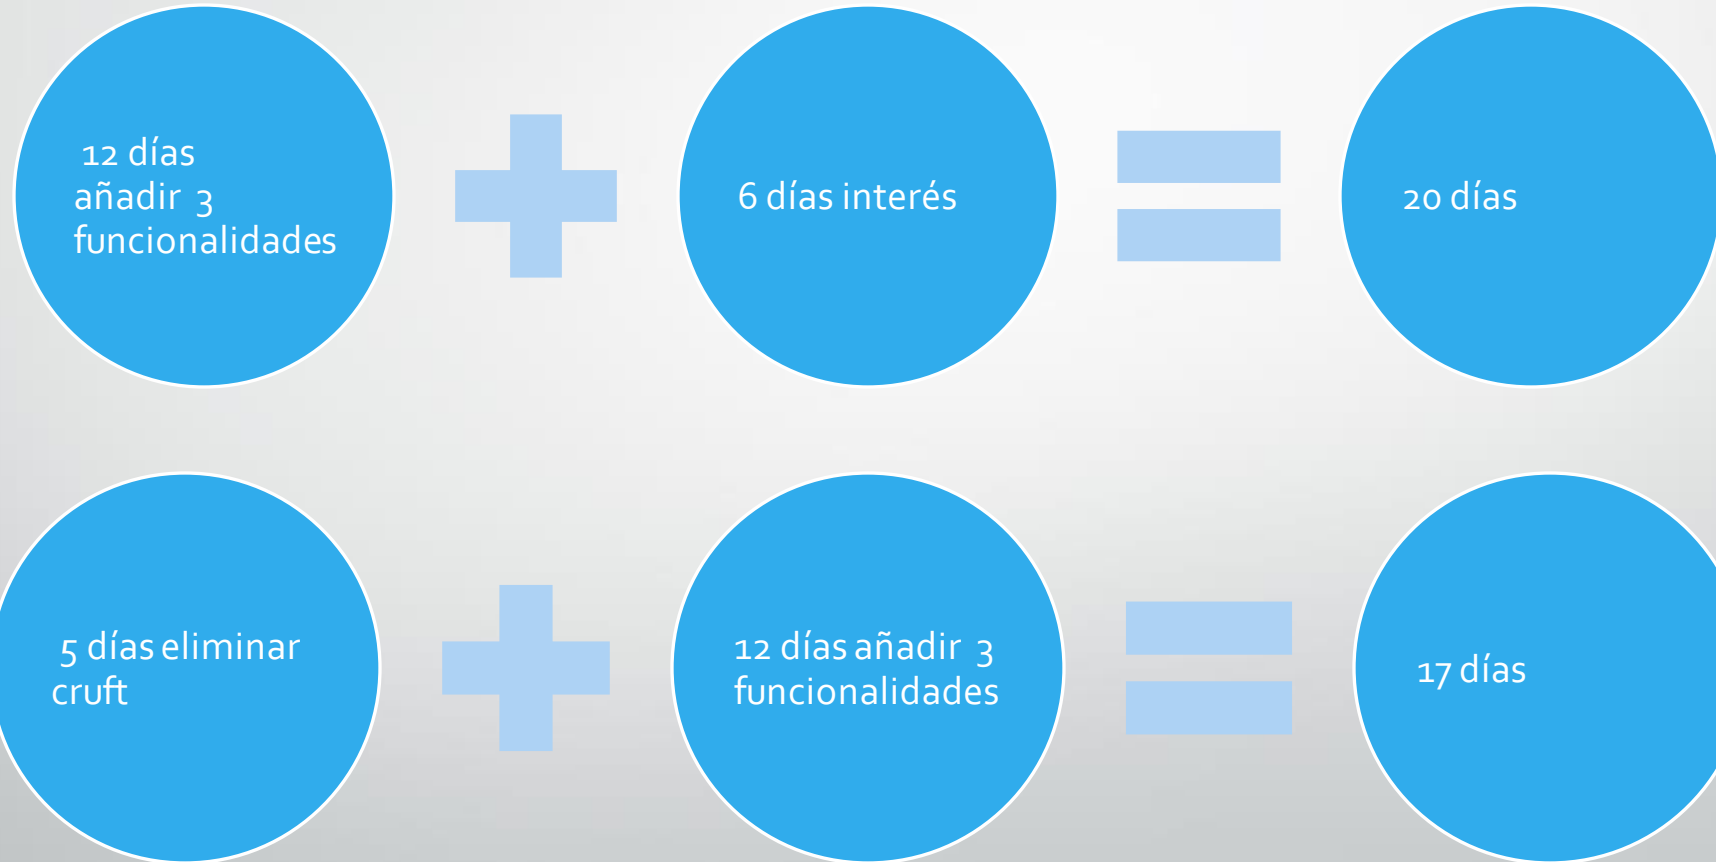 12 días
añadir 3
funcionalidades
6 días interés
20 días
5 días eliminar
cruft
12 días añadir 3
funcionalidades
17 días